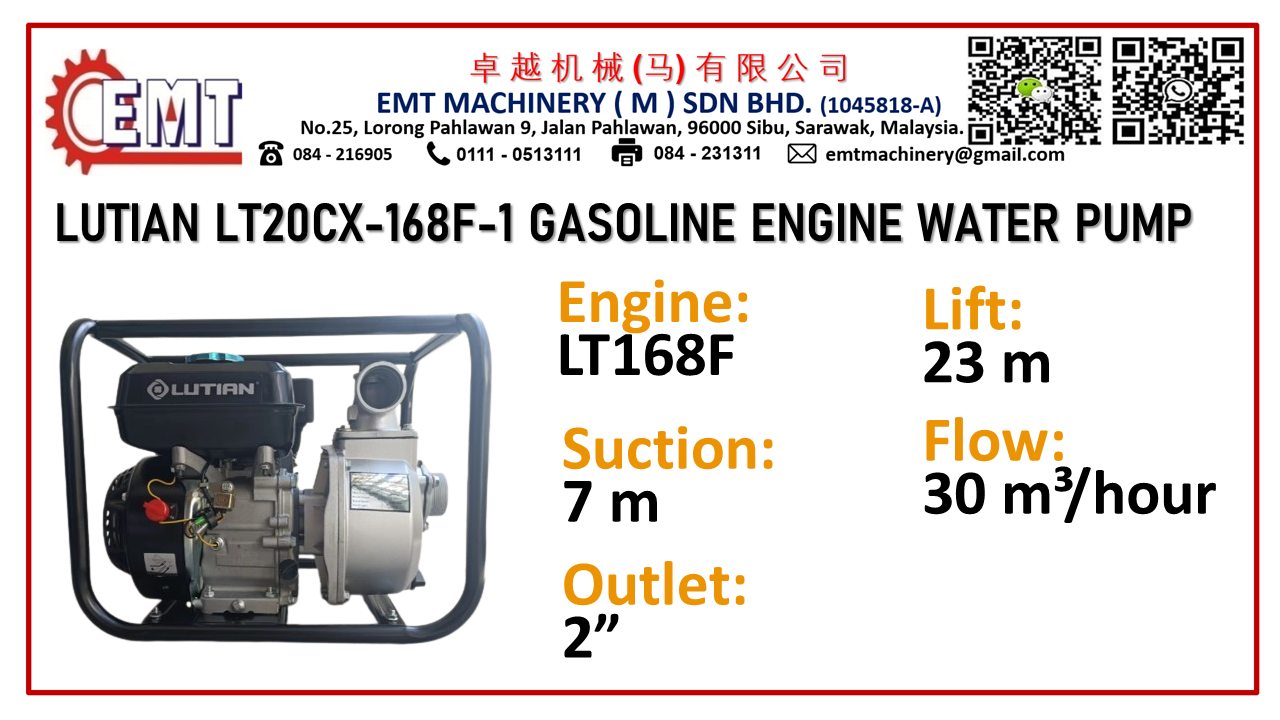 EMT
卓越机械(马)有限公司
EMT MACHINERY ( M ) SDN BHD. (1045818-A)
No.25, Lorong Pahlawan 9, Jalan Pahlawan, 96000 Sibu, Sarawak, Malaysia.
084 - 216905 0111 - 0513111 084 - 231311 emtmachinery@gmail.com
LUTIAN LT20CX-168F-1 GASOLINE ENGINE WATER PUMP
LUTIAN
Engine:
LT168F
Suction:
7 m
Outlet:
2”
Lift:
23 m
Flow:
30 m³/hour